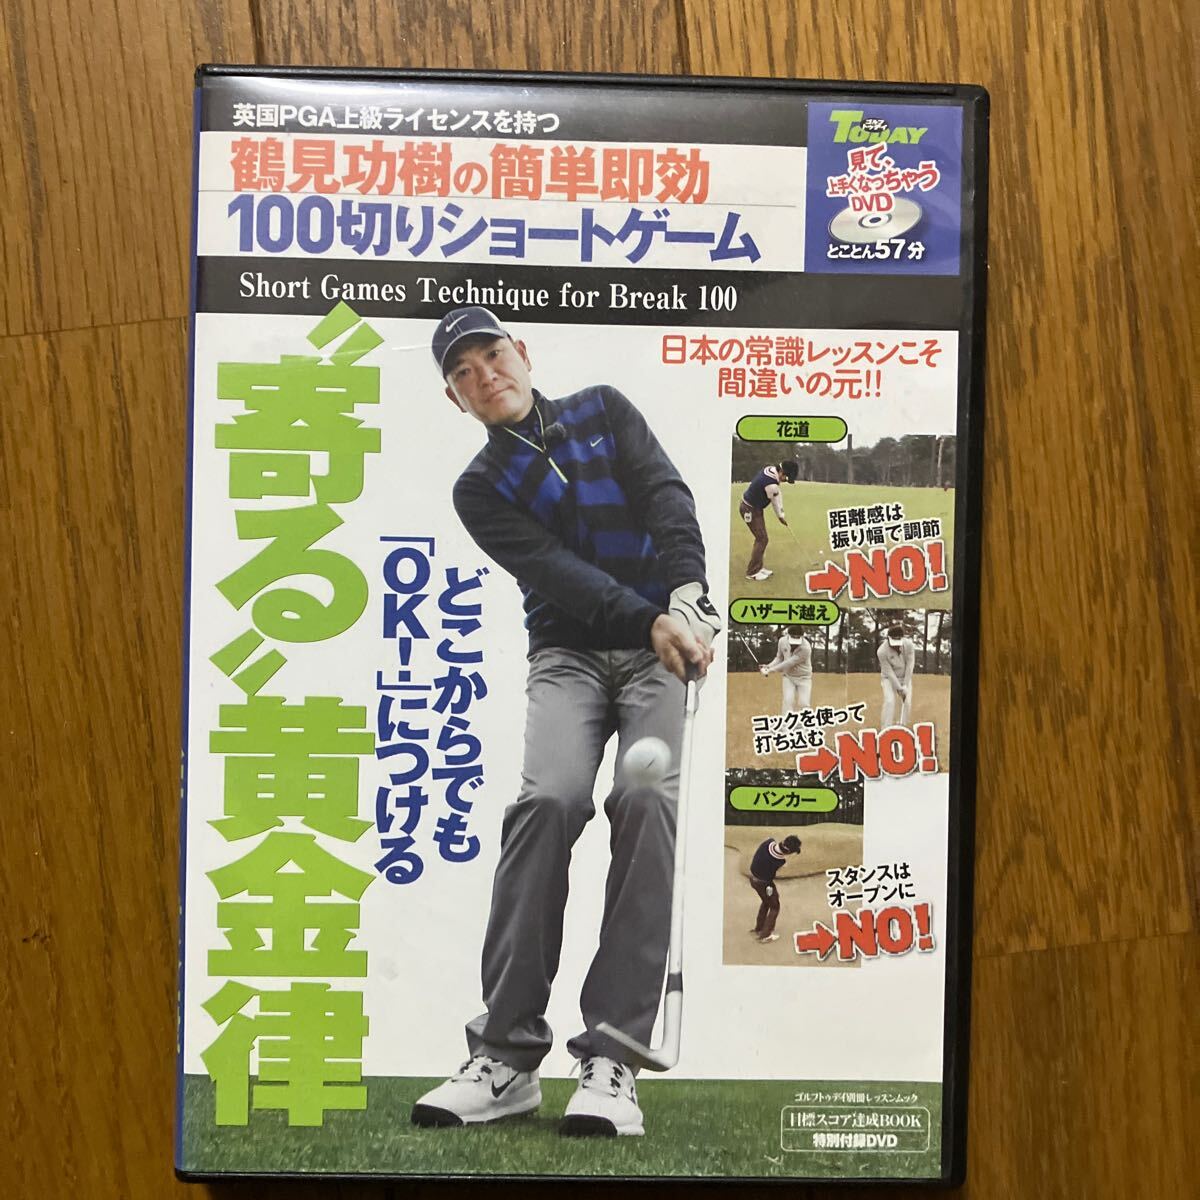 英国PGA上級ライセンスを持つ
鶴見功樹の簡単即効
100切りショートゲーム
Short Games Technique for Break 100
ゴルフ
トゥデイ
TODAY
見て、
上手くなっちゃう
DVD
とことん57分
〝寄る〟黄金律
どこからでも
「OK!」につける
日本の常識レッスンこそ
間違いの元!!
花道
距離感は
振り幅で調節
➔NO!
ハザード越え
コックを使って
打ち込む
➔NO!
バンカー
スタンスは
オープンに
➔NO!
ゴルフトゥデイ別冊レッスンムック
目標スコア達成BOOK
特別付録DVD